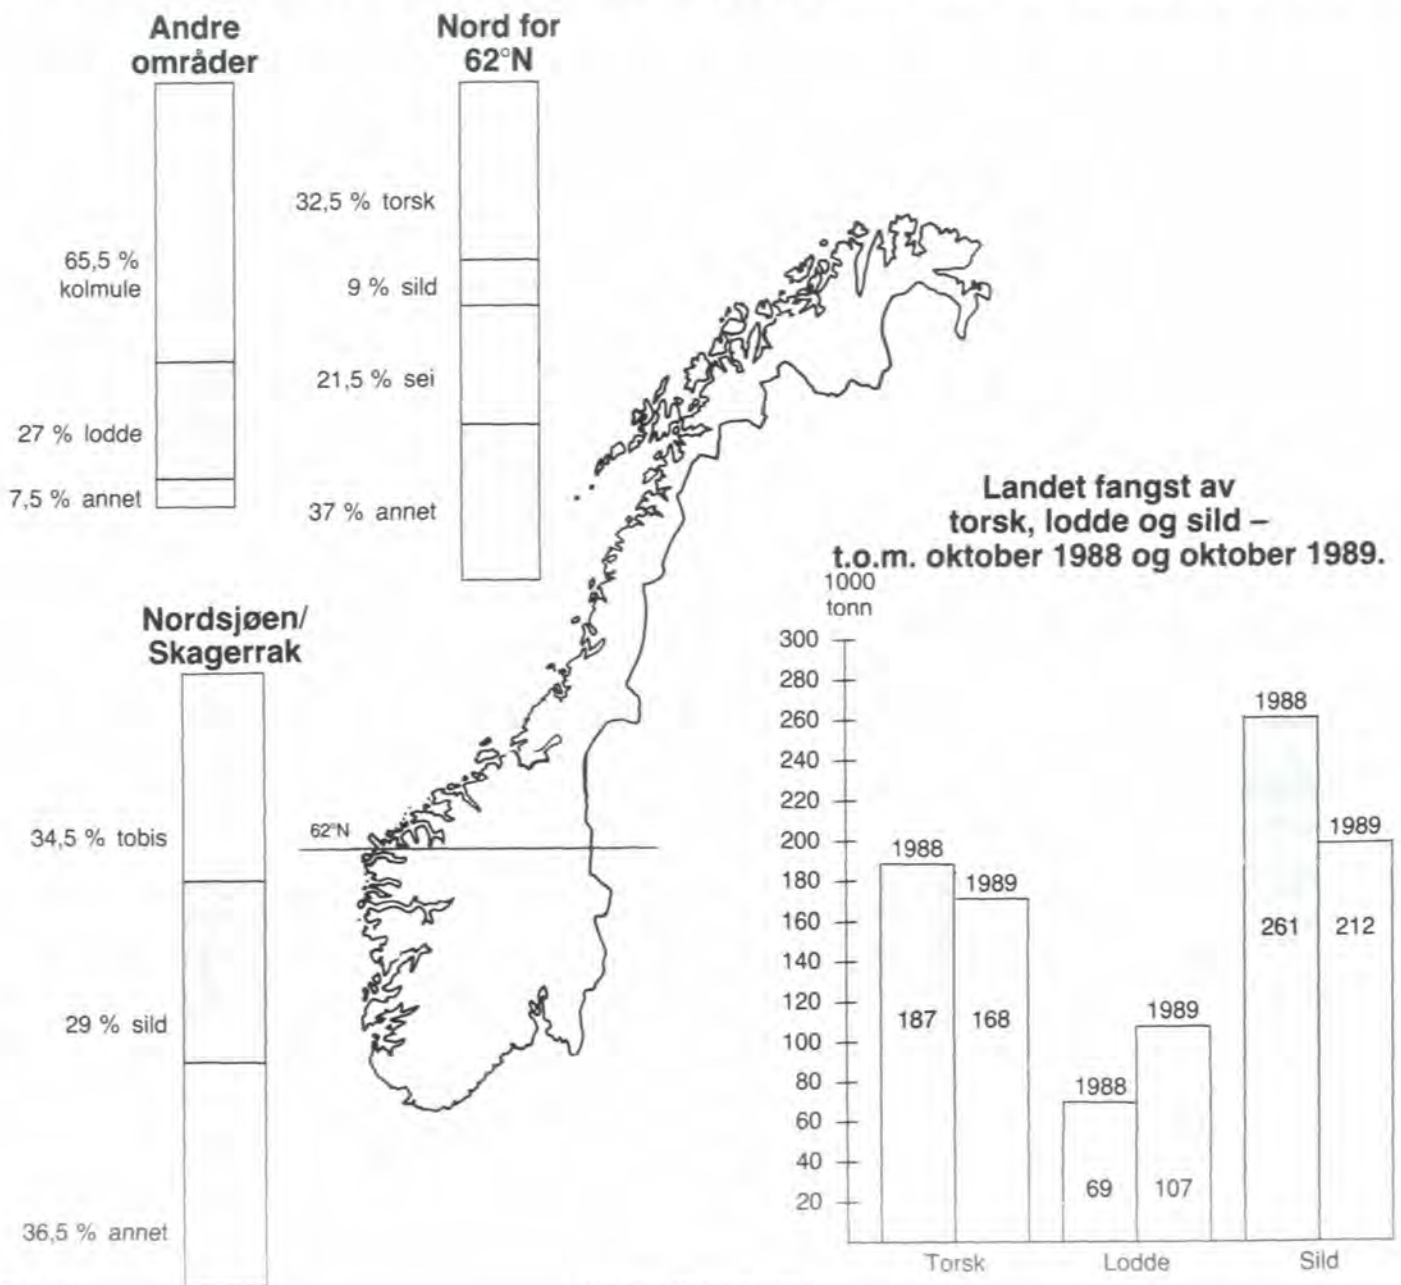 Andre
områder
65,5 %
kolmule
27 % lodde
7,5 % annet
Nord for
62°N
32,5 % torsk
9 % sild
21,5 % sei
37 % annet
Nordsjøen/
Skagerrak
34,5 % tobis
29 % sild
36,5 % annet
62°N
Landet fangst av
torsk, lodde og sild –
t.o.m. oktober 1988 og oktober 1989.
1000
tonn
300
280
260
240
220
200
180
160
140
120
100
80
60
40
20
1988
187
1989
168
1988
69
1989
107
1988
261
1989
212
Torsk
Lodde
Sild